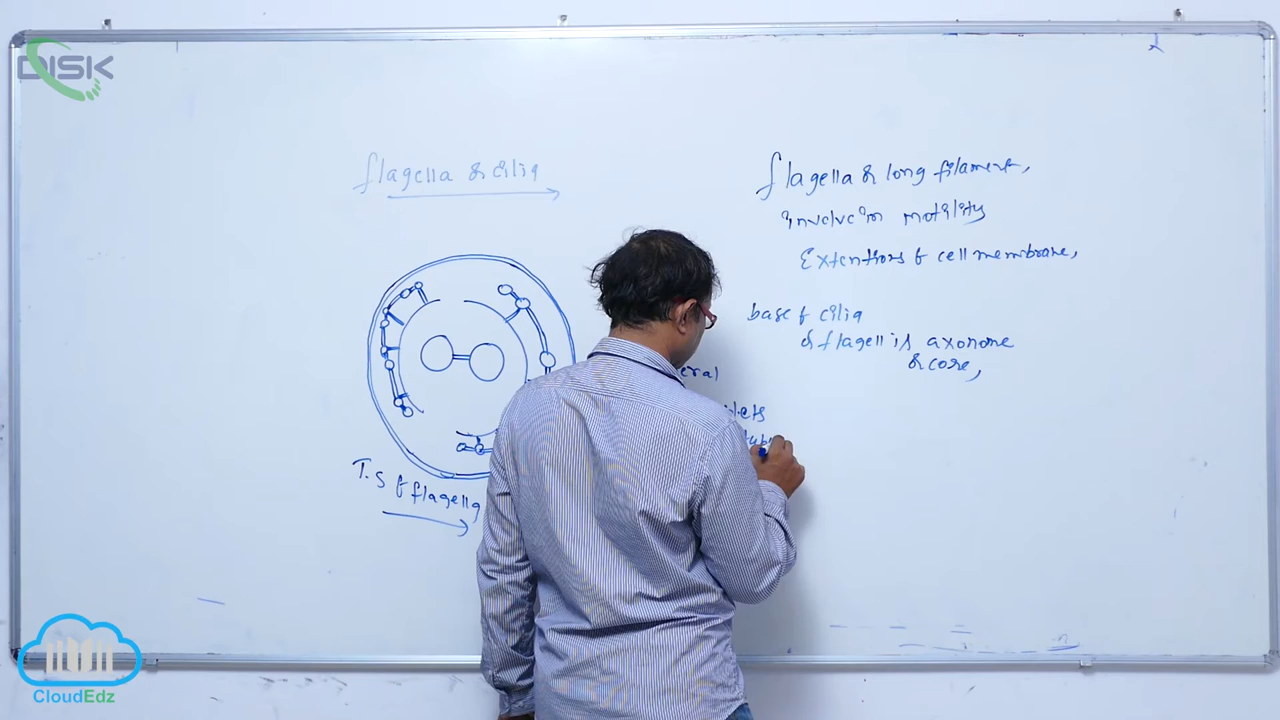 DISK
flagella & cilia
flagella & long filament,
involve in motility
Extentions of cell membrane,
base of cilia
& flagell is axonome
& core,
T.S of flagella
CloudEdz